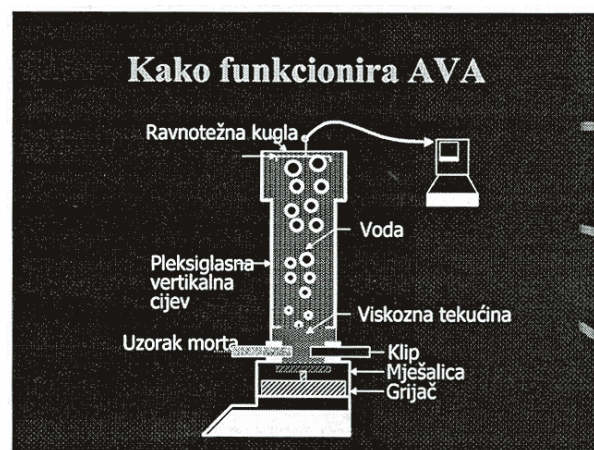 Kako funkcionira AVA
Ravnotežna kugla
Voda
Pleksiglasna
vertikalna
cijev
Viskozna tekućina
Uzorak morta
Klip
Mješalica
Grijač